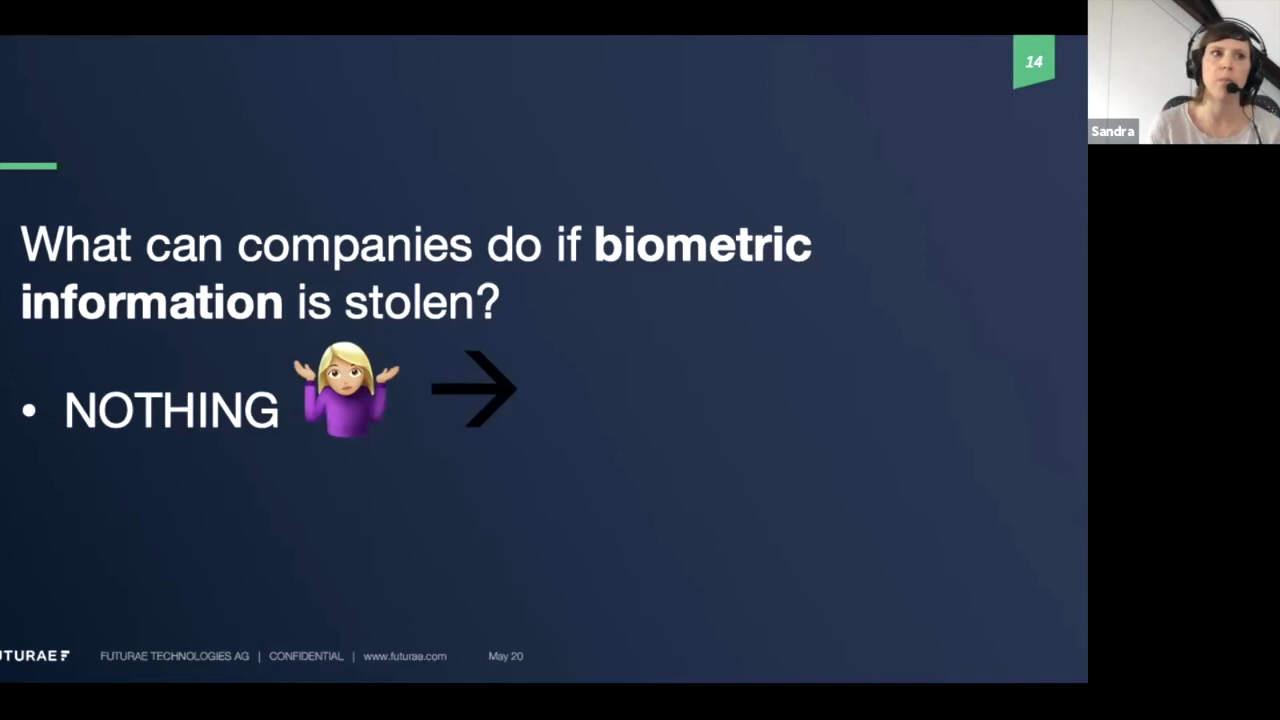 14
Sandra
What can companies do if biometric
information is stolen?
• NOTHING
UTURAE
FUTURAE TECHNOLOGIES AG | CONFIDENTIAL | www.futurae.com May 20